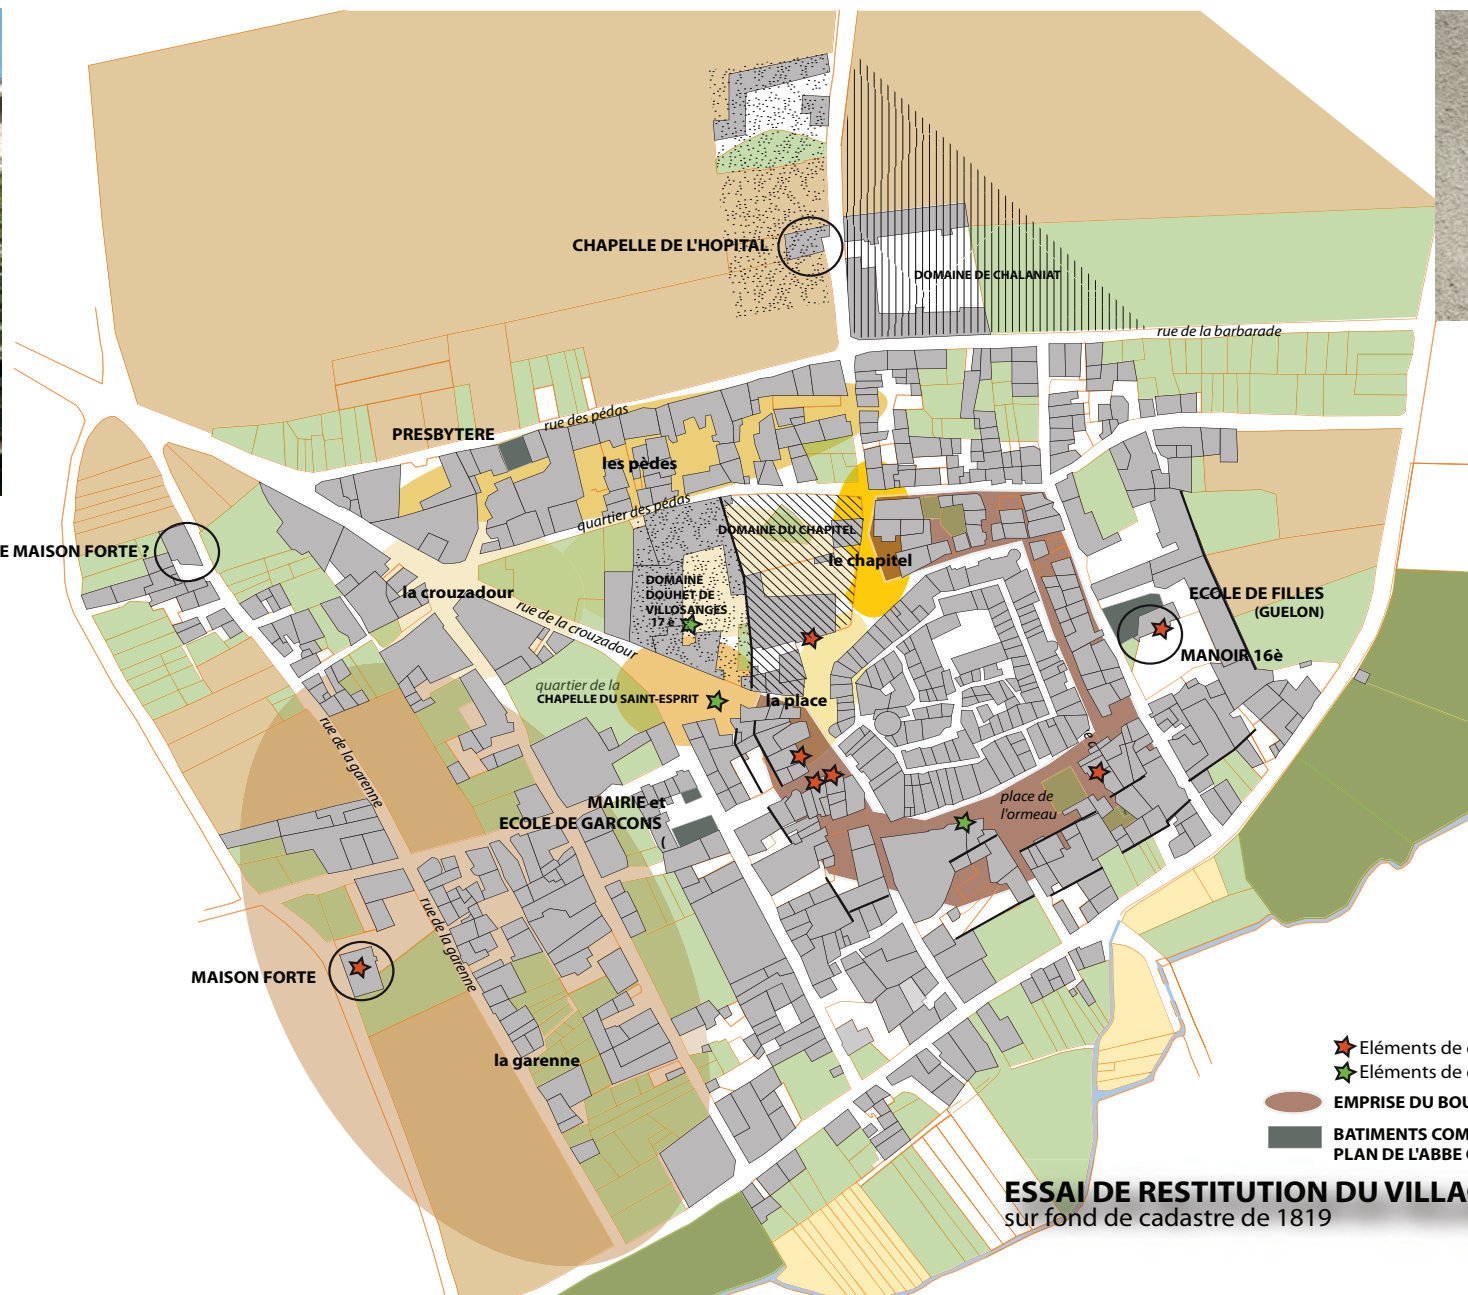 CHAPELLE DE L'HOPITAL
DOMAINE DE CHALANIAT
rue de la barbarade
rue des pédas
PRESBYTERE
les pèdes
quartier des pédas
DOMAINE DU CHAPITEL
E MAISON FORTE ?
le chapitel
la crouzadour
DOMAINE
DOUHET DE
VILLOSANGES
17 è
rue de la crouzadour
ECOLE DE FILLES
(GUELON)
MANOIR 16è
quartier de la
CHAPELLE DU SAINT-ESPRIT
la place
rue de la garenne
MAIRIE et
ECOLE DE GARCONS
(
place de
l'ormeau
rue de la garenne
MAISON FORTE
la garenne
Eléments de
Eléments de
EMPRISE DU BOU
BATIMENTS COM
PLAN DE L'ABBE
ESSAI DE RESTITUTION DU VILLA
sur fond de cadastre de 1819